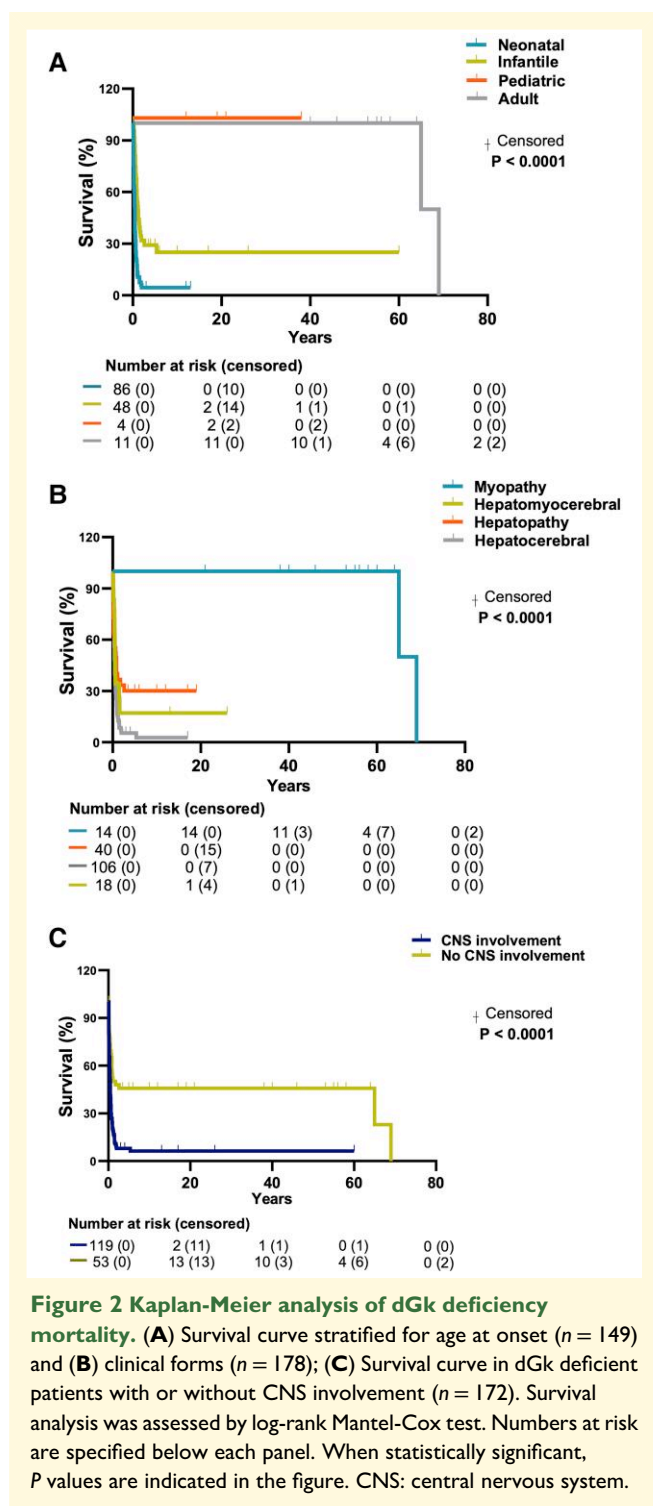 A
Neonatal
Infantile
Pediatric
Adult
Censored
P < 0.0001
Survival (%)
120
90
60
30
0
0 20 40 60 80
Years
Number at risk (censored)
86 (0) 0 (10) 0 (0) 0 (0) 0 (0)
48 (0) 2 (14) 1 (1) 0 (1) 0 (0)
4 (0) 2 (2) 0 (2) 0 (0) 0 (0)
11 (0) 11 (0) 10 (1) 4 (6) 2 (2)
B
Myopathy
Hepatomyocerebral
Hepatopathy
Hepatocerebral
Censored
P < 0.0001
Survival (%)
120
90
60
30
0
0 20 40 60 80
Years
Number at risk (censored)
14 (0) 14 (0) 11 (3) 4 (7) 0 (2)
40 (0) 0 (15) 0 (0) 0 (0) 0 (0)
106 (0) 0 (7) 0 (0) 0 (0) 0 (0)
18 (0) 1 (4) 0 (1) 0 (0) 0 (0)
C
CNS involvement
No CNS involvement
Censored
P < 0.0001
Survival (%)
120
90
60
30
0
0 20 40 60 80
Years
Number at risk (censored)
119 (0) 2 (11) 1 (1) 0 (1) 0 (0)
53 (0) 13 (13) 10 (3) 4 (6) 0 (2)
Figure 2 Kaplan-Meier analysis of dGk deficiency
mortality. (A) Survival curve stratified for age at onset (n = 149)
and (B) clinical forms (n = 178); (C) Survival curve in dGk deficient
patients with or without CNS involvement (n = 172). Survival
analysis was assessed by log-rank Mantel-Cox test. Numbers at risk
are specified below each panel. When statistically significant,
P values are indicated in the figure. CNS: central nervous system.